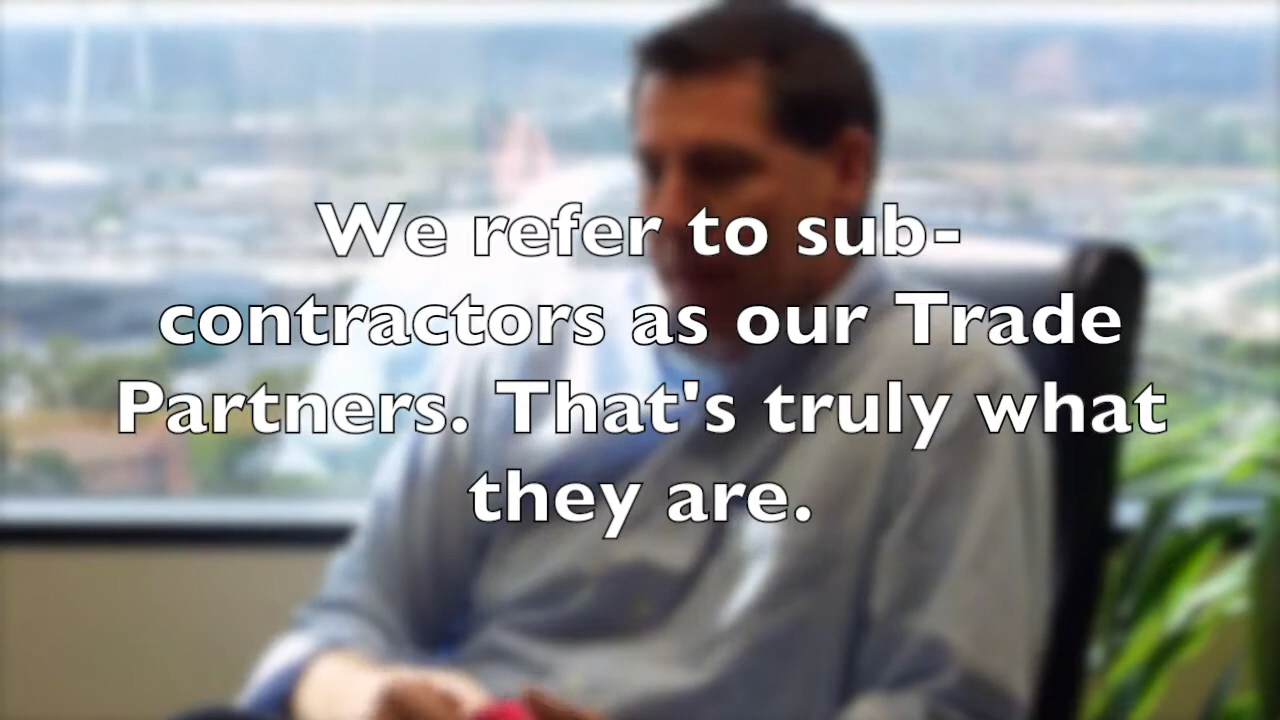 We refer to sub-
contractors as our Trade
Partners. That's truly what
they are.